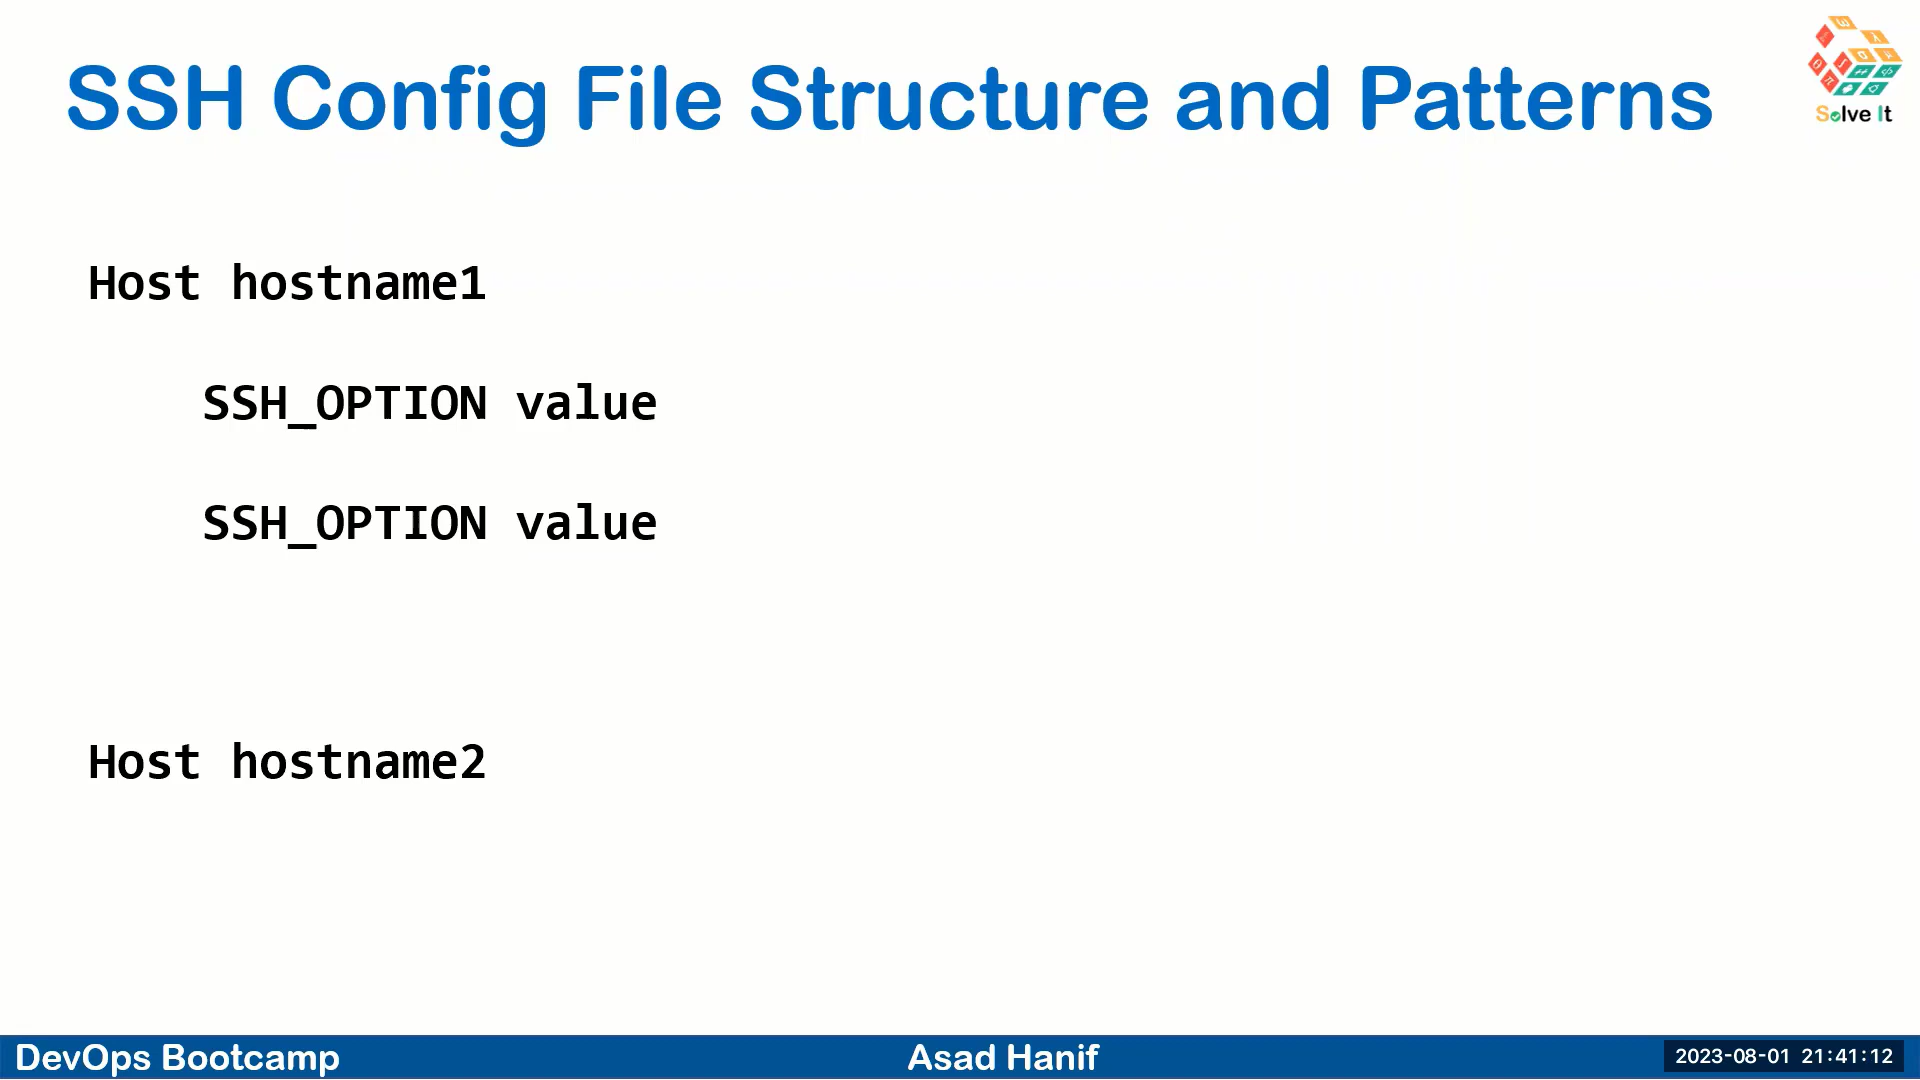 SSH Config File Structure and Patterns
Solve It
Host hostname1
SSH_OPTION value
SSH_OPTION value
Host hostname2
DevOps Bootcamp
Asad Hanif
2023-08-01 21:41:12